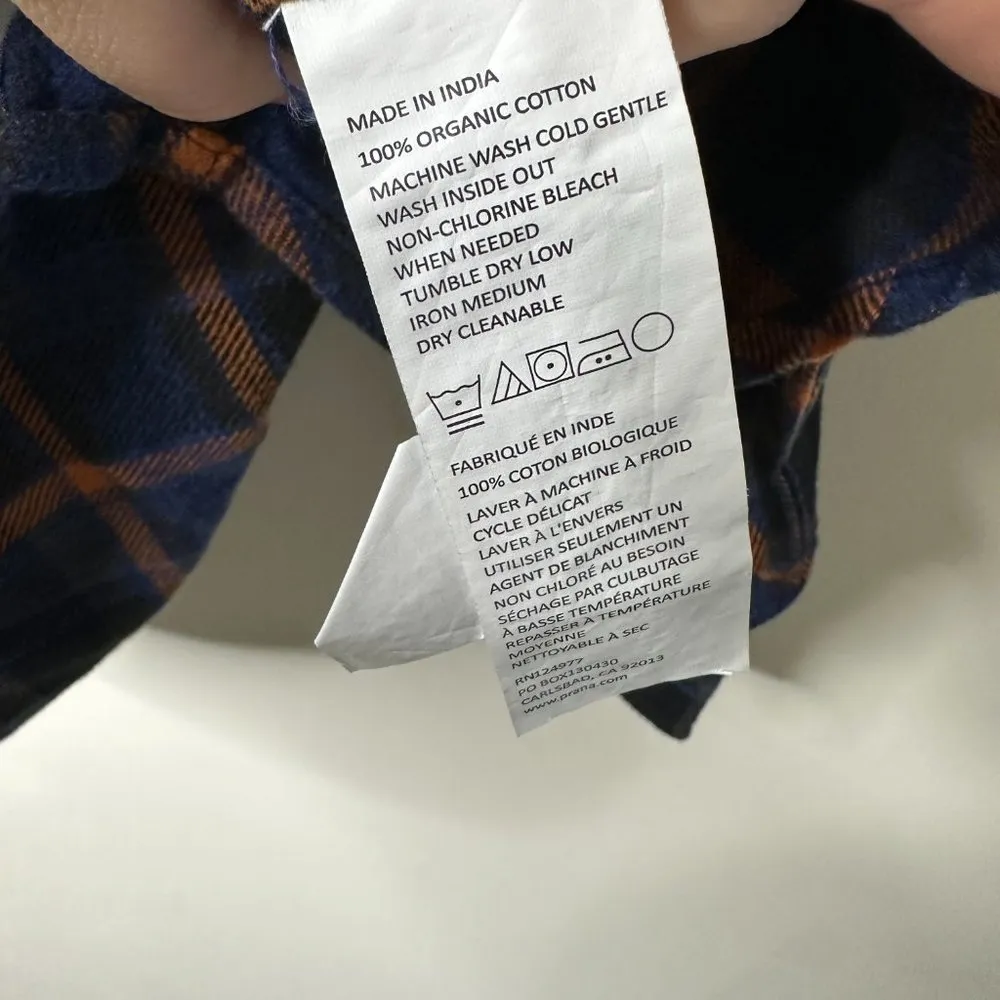 MADE IN INDIA
100% ORGANIC COTTON
MACHINE WASH COLD GENTLE
WASH INSIDE OUT
NON-CHLORINE BLEACH
WHEN NEEDED
TUMBLE DRY LOW
IRON MEDIUM
DRY CLEANABLE
FABRIQUÉ EN INDE
100% COTON BIOLOGIQUE
LAVER À MACHINE À FROID
CYCLE DÉLICAT
LAVER À L'ENVERS
UTILISER SEULEMENT UN
AGENT DE BLANCHIMENT
NON CHLORÉ AU BESOIN
SÉCHAGE PAR CULBUTAGE
À BASSE TEMPÉRATURE
REPASSER À TEMPÉRATURE
MOYENNE
NETTOYABLE À SEC
RN124977
PO BOX130430
CARLSBAD, CA 92013
www.prana.com